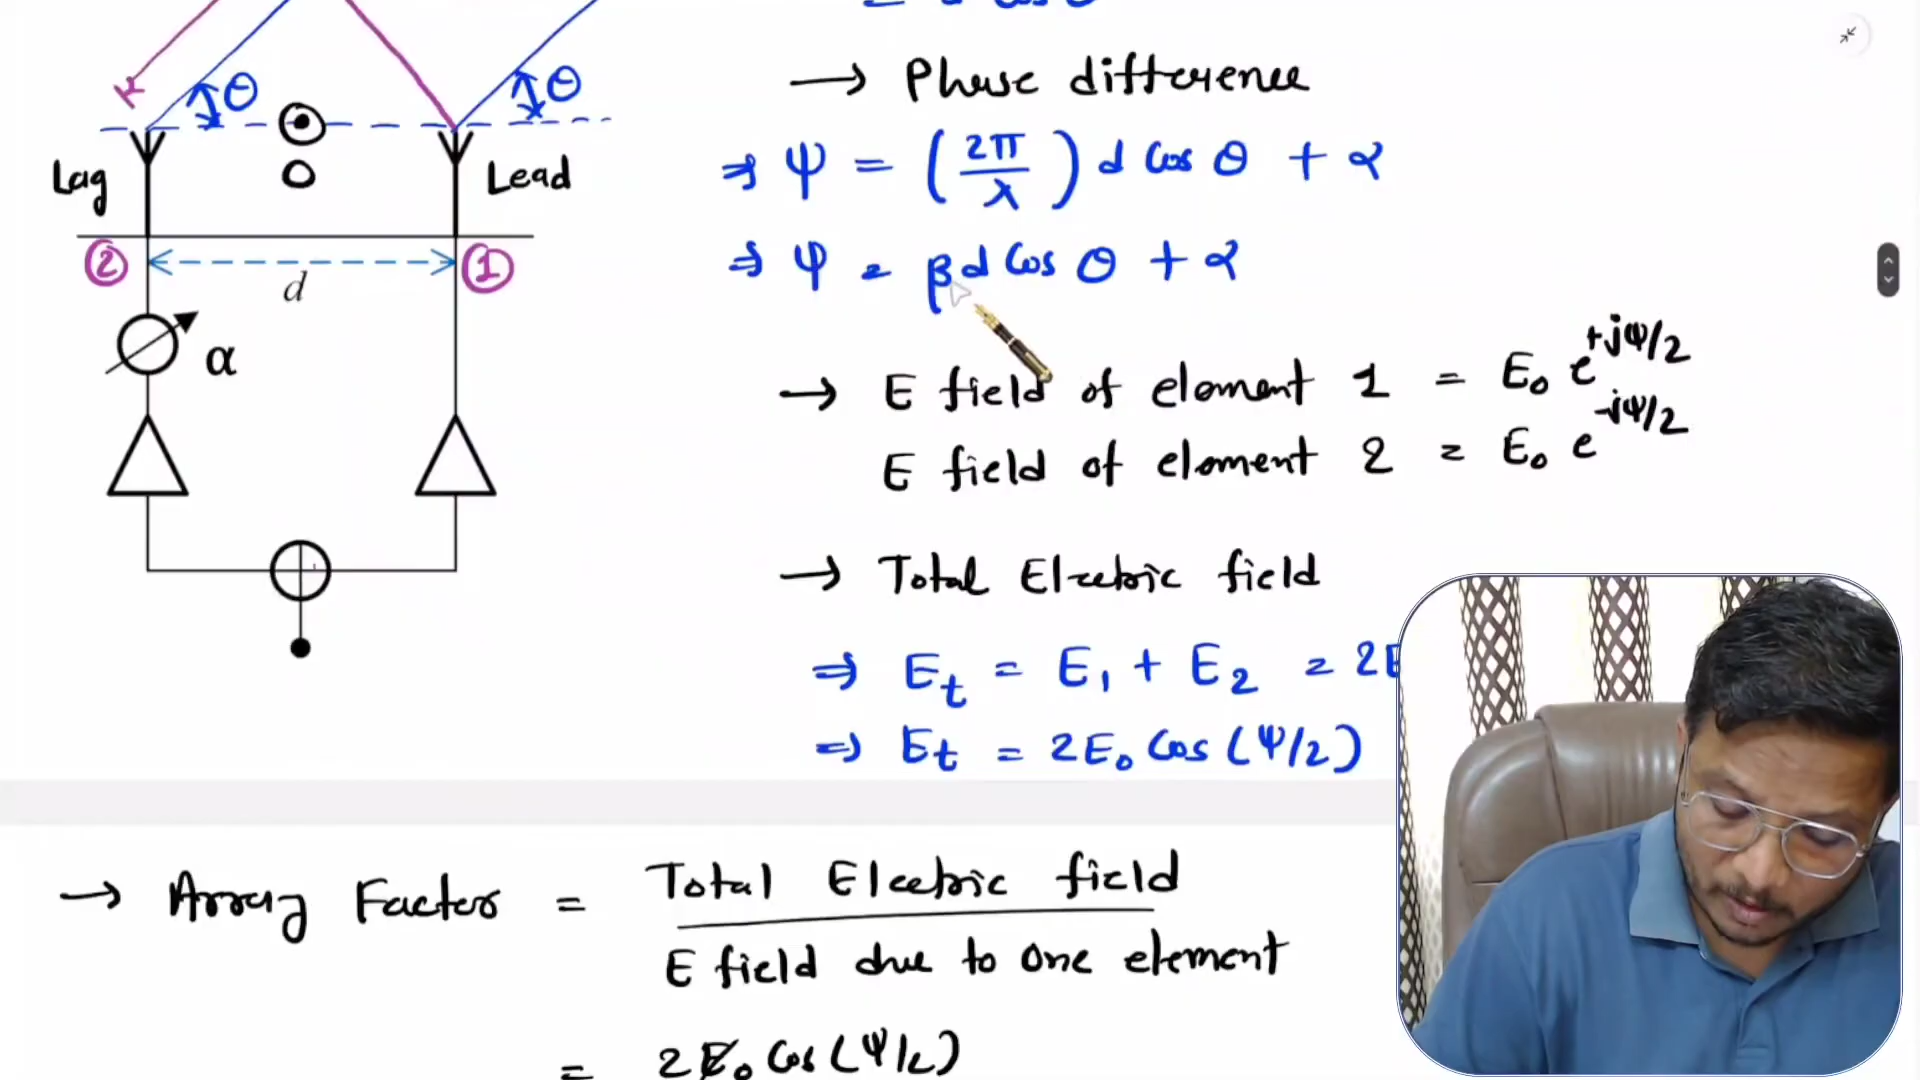 → Phase difference
θ θ
⇒ ψ = (2π/λ) d cos θ + α
Lag 0 Lead
⇒ ψ = βd cos θ + α
② d ①
α
→ E field of element 1 = E₀ e^{+jψ/2}
E field of element 2 = E₀ e^{-jψ/2}
→ Total Electric field
⇒ Et = E₁ + E₂ = 2E
⇒ Et = 2E₀ cos(ψ/2)
→ Array Factor = Total Electric field
E field due to one element
= 2E₀ cos(ψ/2)